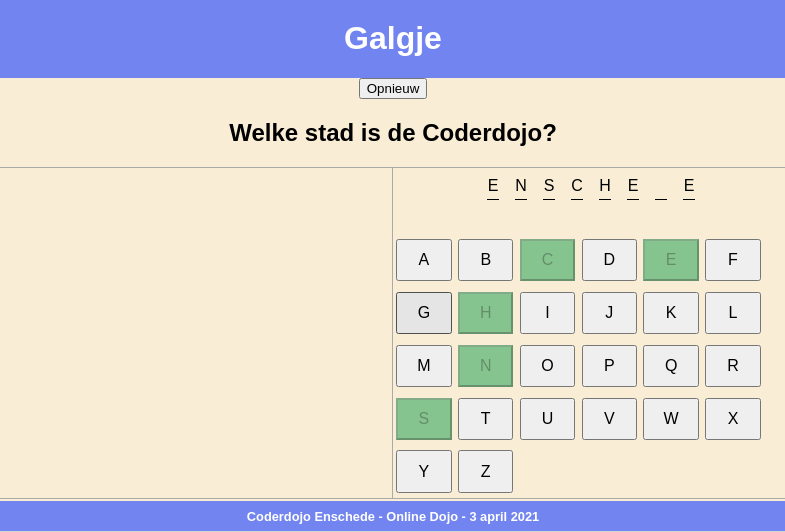 Galgje
Opnieuw
Welke stad is de Coderdojo?
E N S C H E _ E
A B C D E F
G H I J K L
M N O P Q R
S T U V W X
Y Z
Coderdojo Enschede - Online Dojo - 3 april 2021